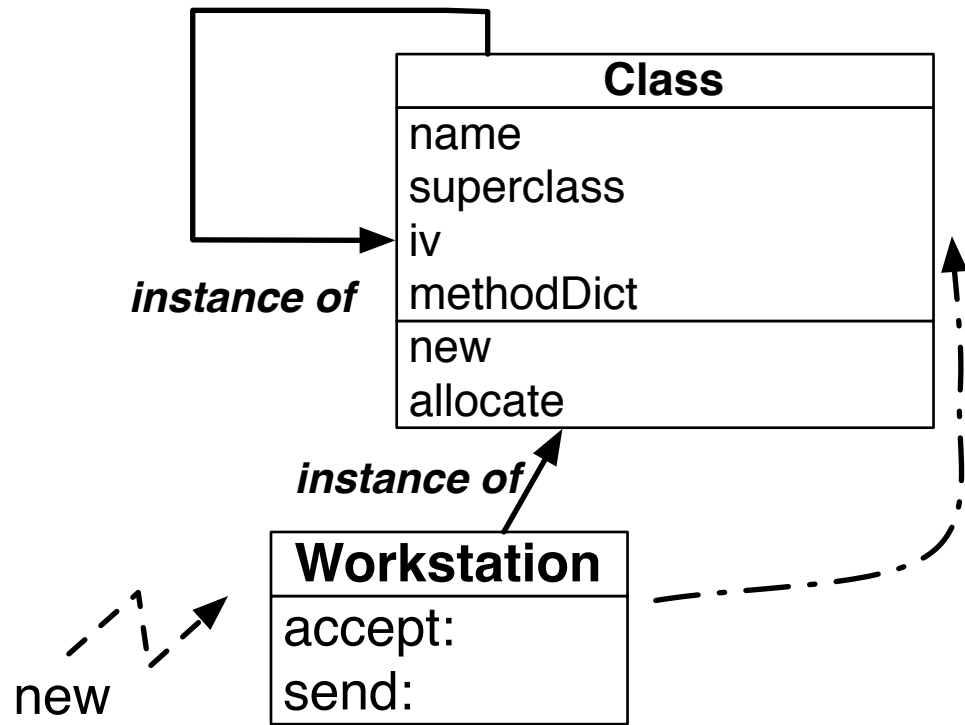 Class
name
superclass
iv
instance of
methodDict
new
allocate
instance of
Workstation
accept:
send:
new